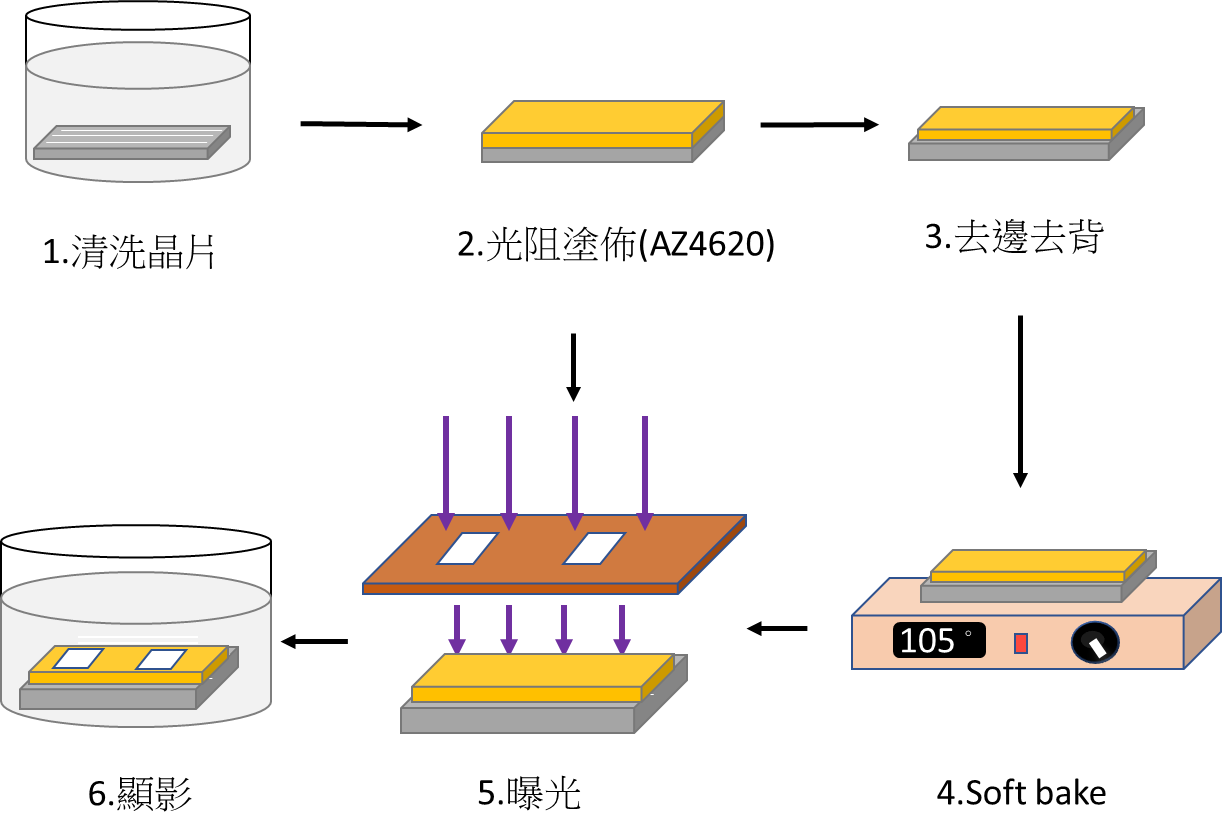 1.清洗晶片
2.光阻塗佈(AZ4620)
3.去邊去背
105 °
6.顯影
5.曝光
4.Soft bake